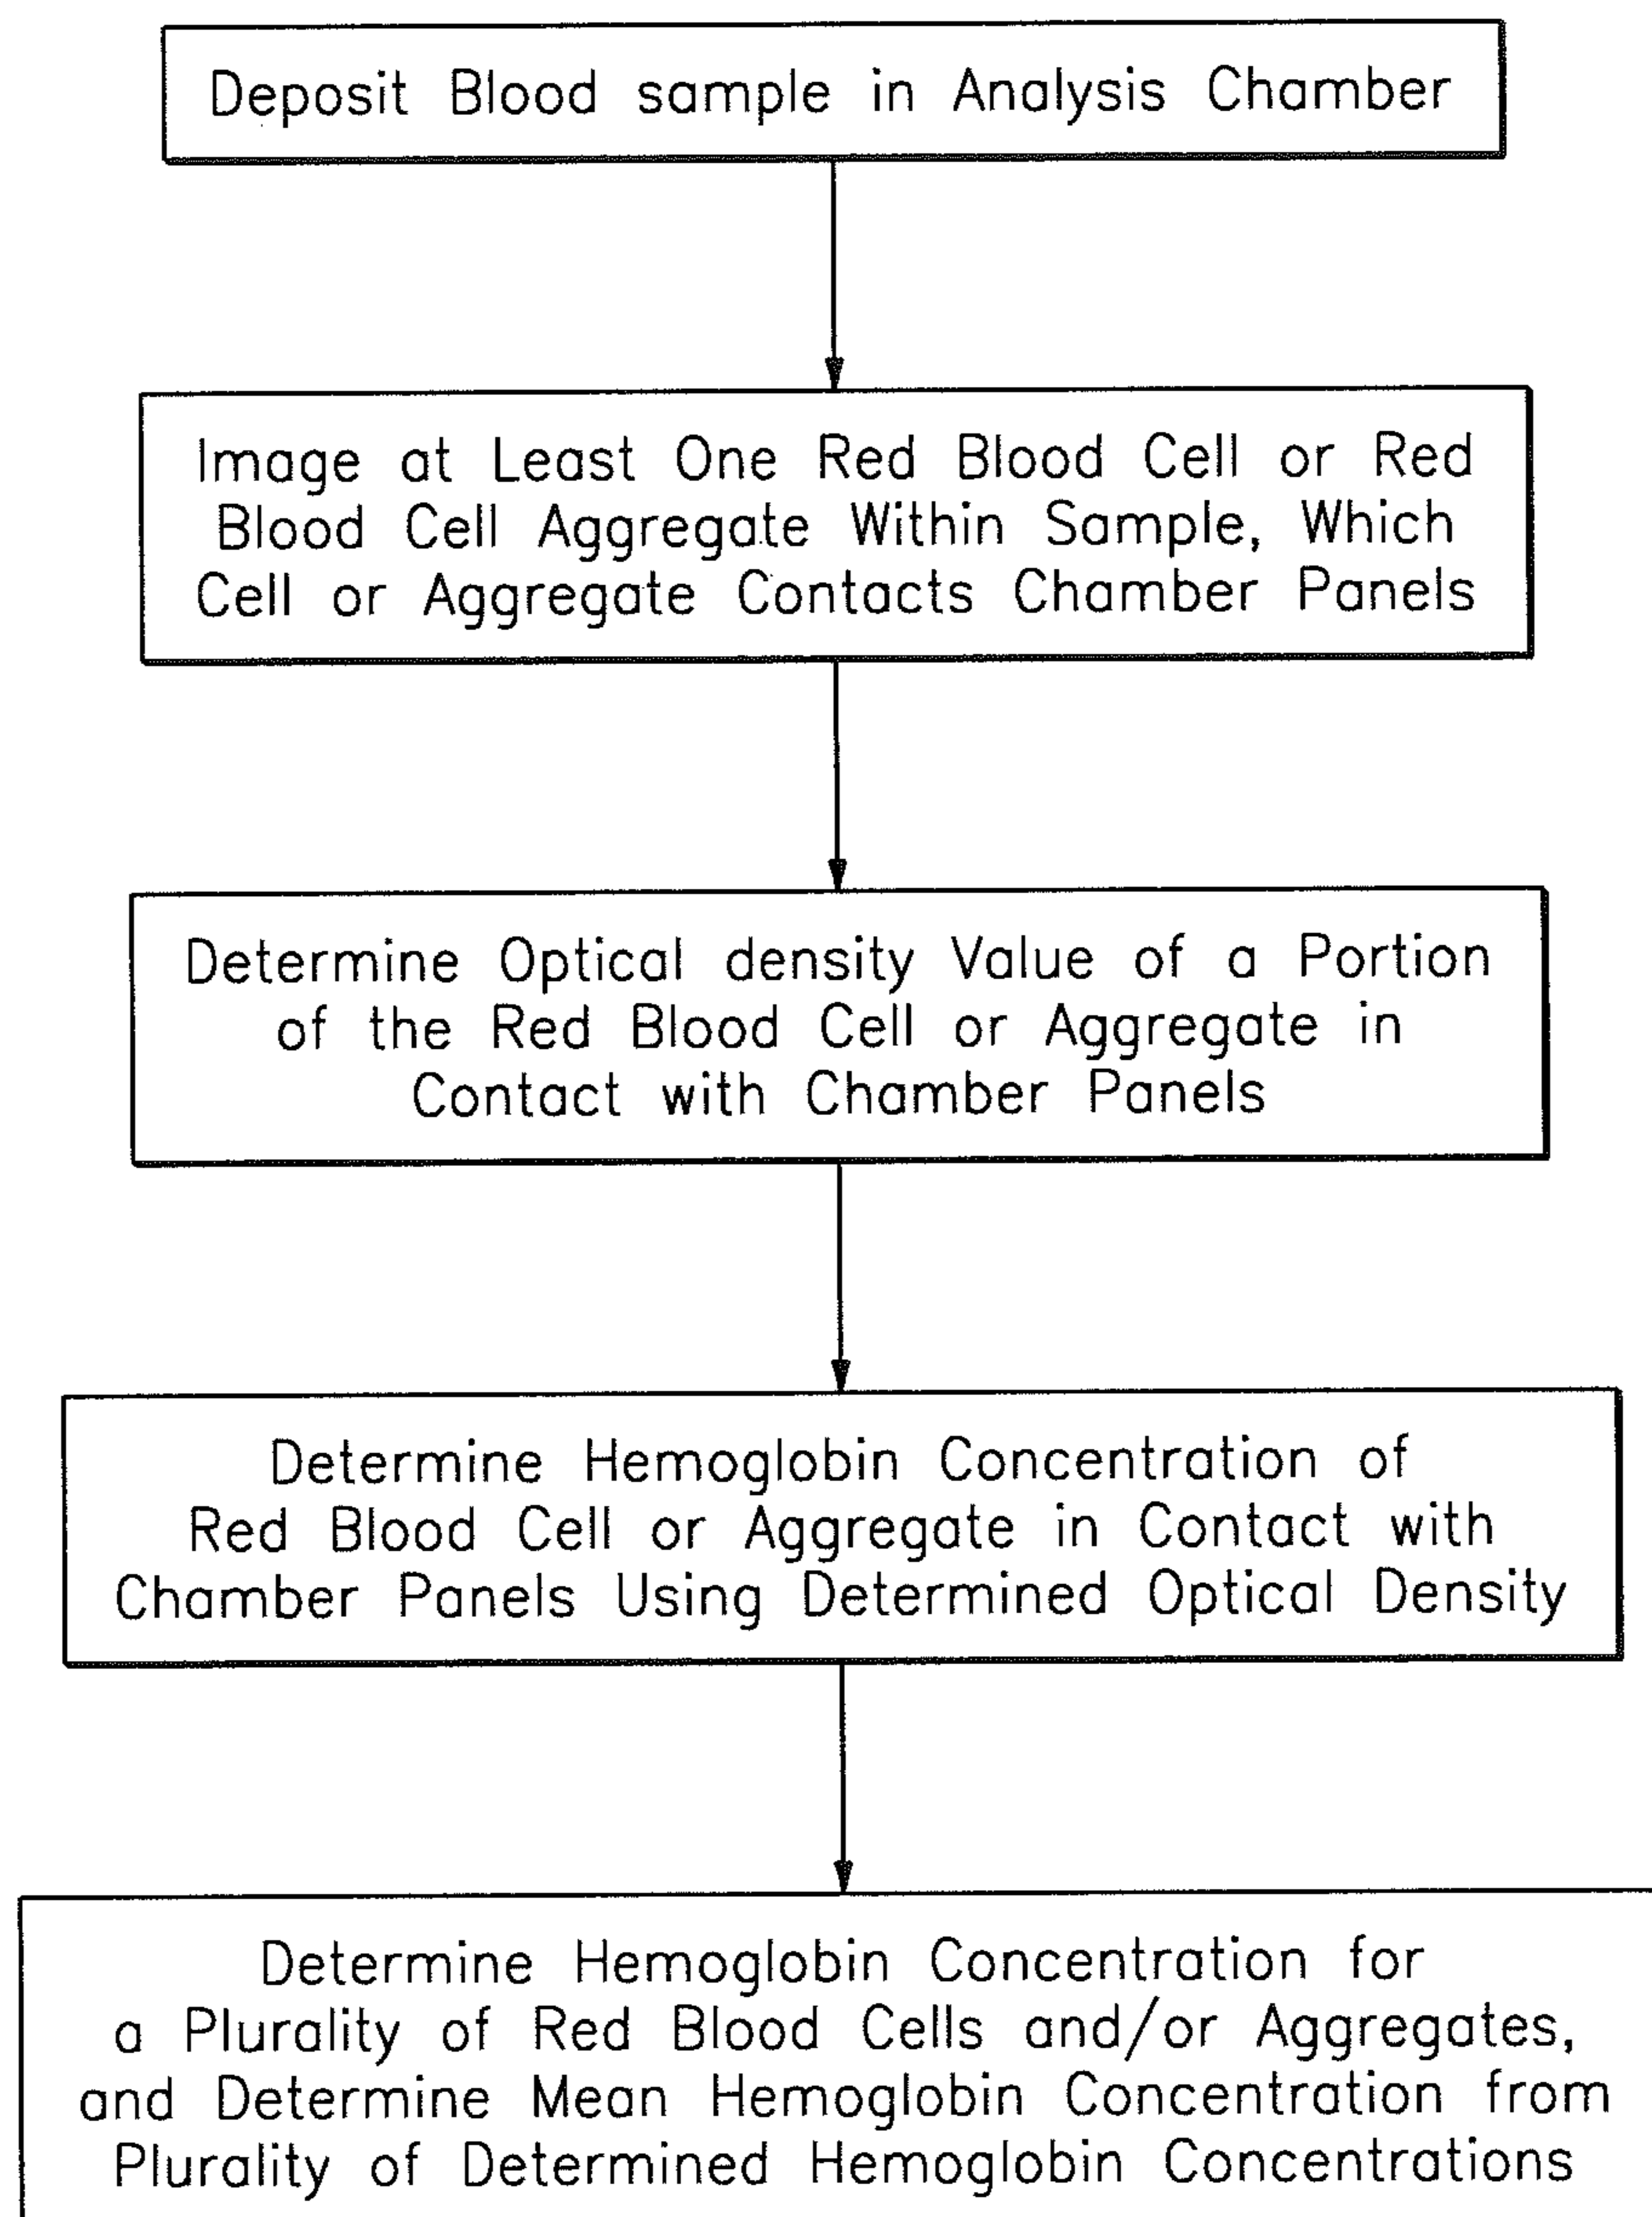 Deposit Blood sample in Analysis Chamber
Image at Least One Red Blood Cell or Red
Blood Cell Aggregate Within Sample, Which
Cell or Aggregate Contacts Chamber Panels
Determine Optical density Value of a Portion
of the Red Blood Cell or Aggregate in
Contact with Chamber Panels
Determine Hemoglobin Concentration of
Red Blood Cell or Aggregate in Contact with
Chamber Panels Using Determined Optical Density
Determine Hemoglobin Concentration for
a Plurality of Red Blood Cells and/or Aggregates,
and Determine Mean Hemoglobin Concentration from
Plurality of Determined Hemoglobin Concentrations